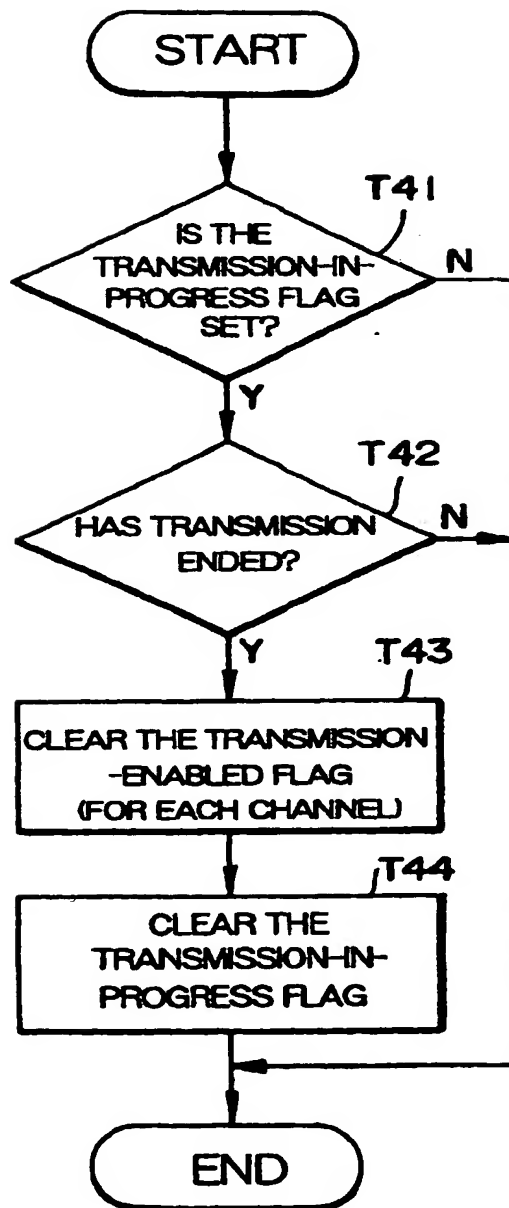 START
T41
IS THE
TRANSMISSION-IN-
PROGRESS FLAG
SET?
N
Y
T42
HAS TRANSMISSION
ENDED?
N
Y
T43
CLEAR THE TRANSMISSION
-ENABLED FLAG
(FOR EACH CHANNEL)
T44
CLEAR THE
TRANSMISSION-IN-
PROGRESS FLAG
END